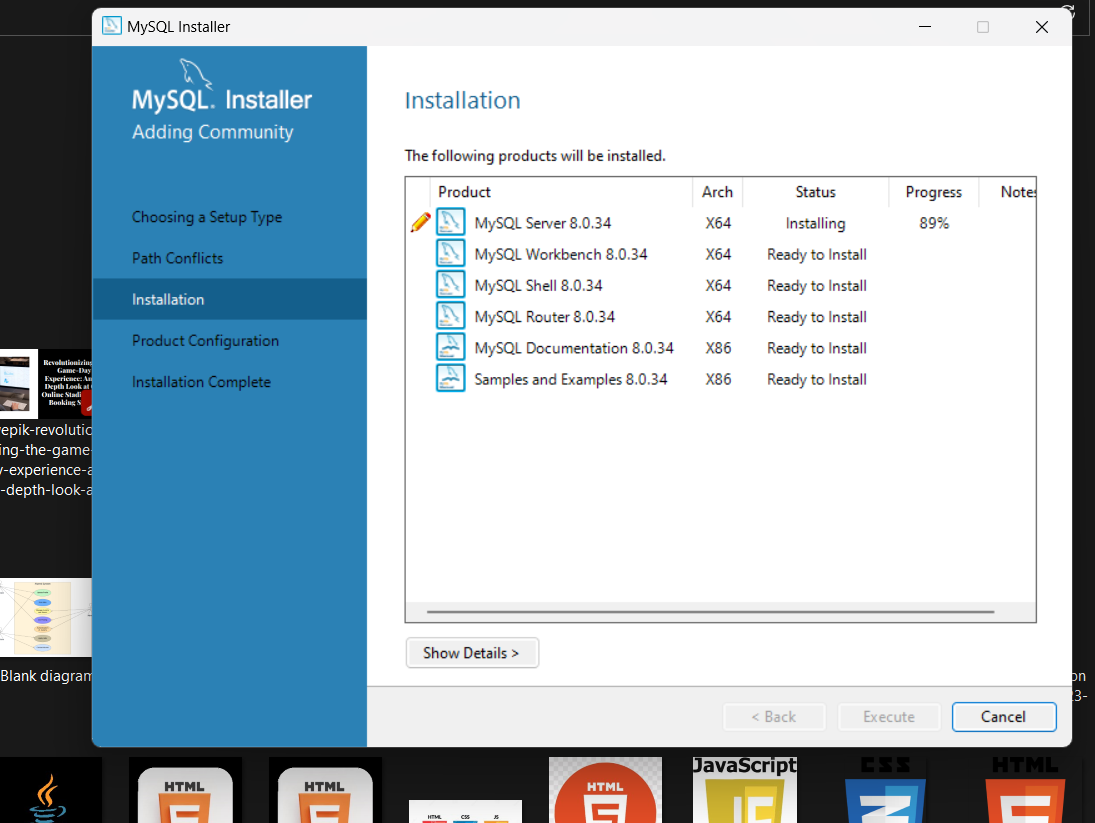 MySQL Installer
MySQL. Installer
Adding Community
Choosing a Setup Type
Path Conflicts
Installation
Product Configuration
Installation Complete
Installation
The following products will be installed.
Product Arch Status Progress Notes
MySQL Server 8.0.34 X64 Installing 89%
MySQL Workbench 8.0.34 X64 Ready to Install
MySQL Shell 8.0.34 X64 Ready to Install
MySQL Router 8.0.34 X64 Ready to Install
MySQL Documentation 8.0.34 X86 Ready to Install
Samples and Examples 8.0.34 X86 Ready to Install
Show Details >
< Back Execute Cancel
Revolutionizing
Game-Day
Experience: An
Depth Look at
Online Stadi
Booking S
epik-revolutio
ing-the-game-
y-experience-a
-depth-look-a
Blank diagram
on
3-
HTML
HTML
HTML CSS JS
HTML
JavaScript
CSS
HTML